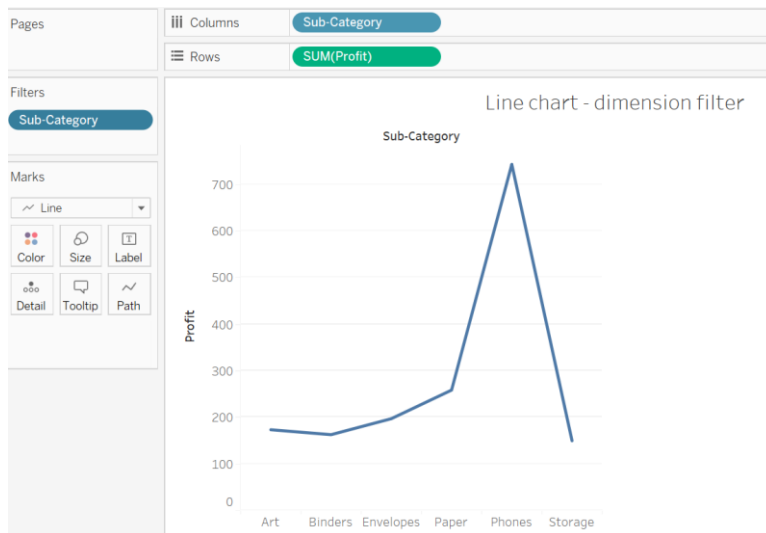 Pages
Columns
Sub-Category
Rows
SUM(Profit)
Filters
Sub-Category
Marks
Line
Color
Size
T
Label
Detail
Tooltip
Path
Line chart - dimension filter
Sub-Category
700
600
500
400
300
200
100
0
Profit
Art Binders Envelopes Paper Phones Storage